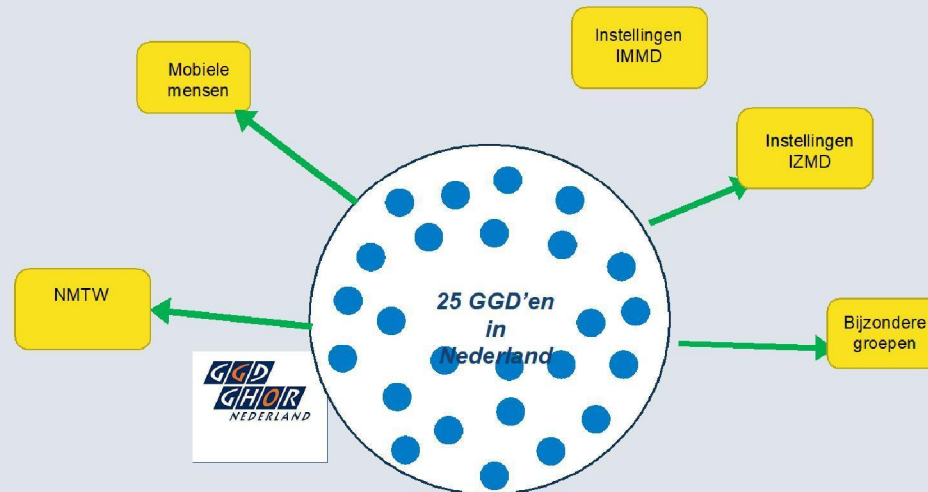 Instellingen
IMMD
Mobiele
mensen
Instellingen
IZMD
NMTW
25 GGD'en
in
Nederland
Bijzondere
groepen
GGD
GHOR
NEDERLAND